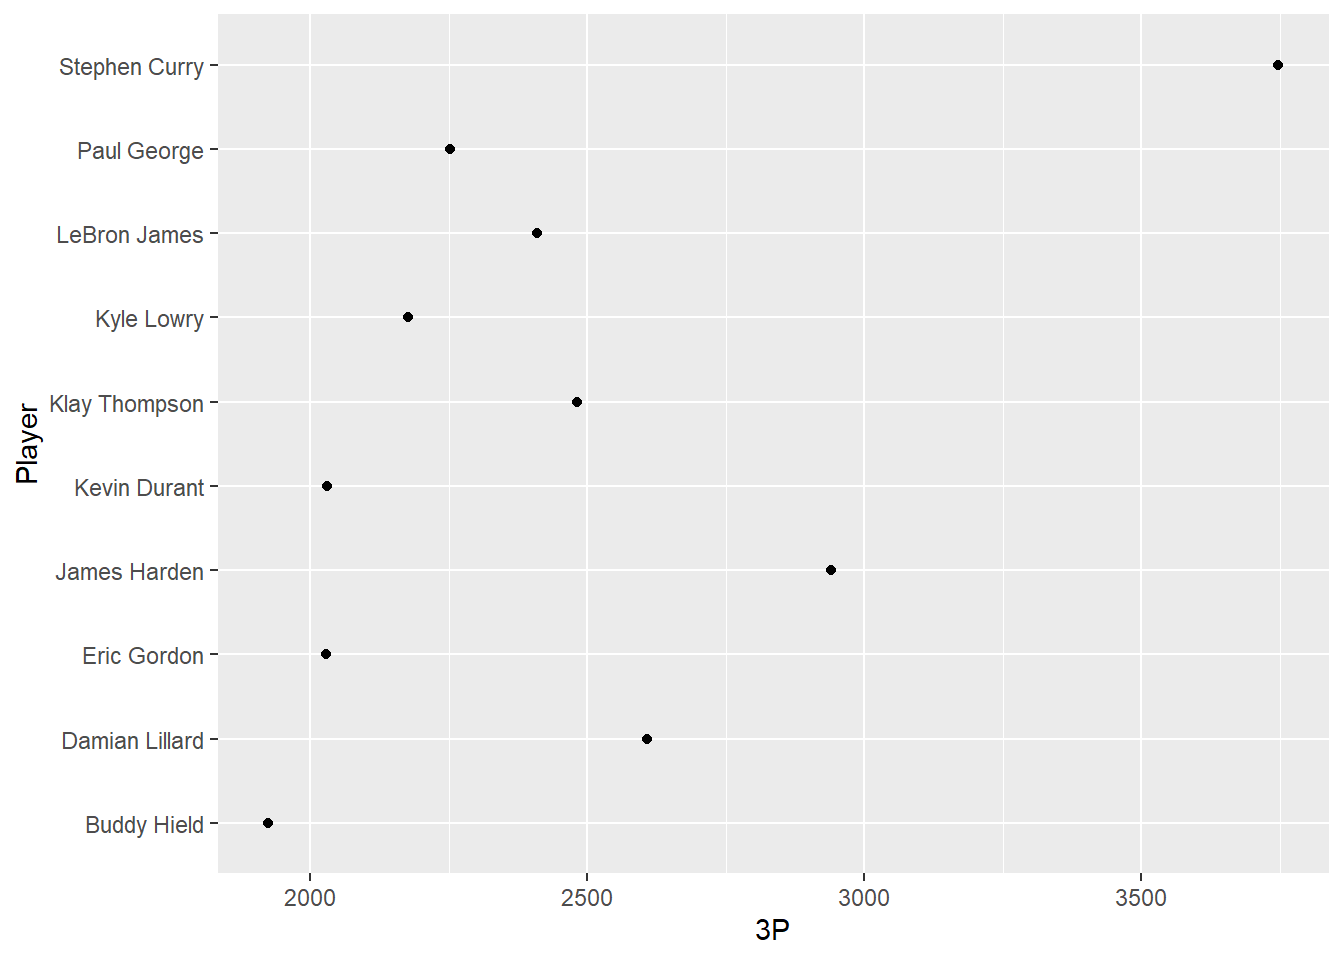 Stephen Curry
Paul George
LeBron James
Kyle Lowry
Klay Thompson
Kevin Durant
James Harden
Eric Gordon
Damian Lillard
Buddy Hield
Player
2000 2500 3000 3500
3P